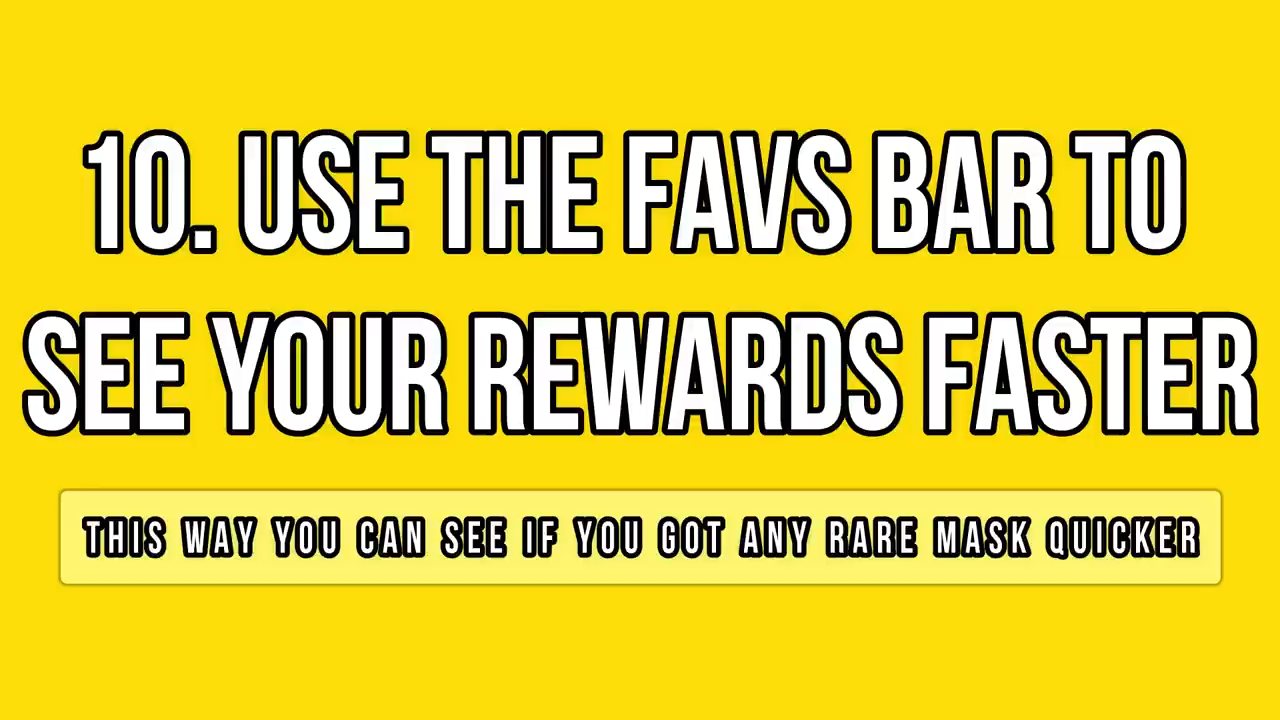 10. USE THE FAVS BAR TO
SEE YOUR REWARDS FASTER
THIS WAY YOU CAN SEE IF YOU GOT ANY RARE MASK QUICKER